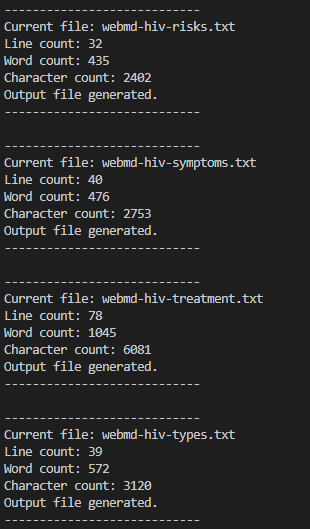 ----------------------------
Current file: webmd-hiv-risks.txt
Line count: 32
Word count: 435
Character count: 2402
Output file generated.
----------------------------

----------------------------
Current file: webmd-hiv-symptoms.txt
Line count: 40
Word count: 476
Character count: 2753
Output file generated.
----------------------------

----------------------------
Current file: webmd-hiv-treatment.txt
Line count: 78
Word count: 1045
Character count: 6081
Output file generated.
----------------------------

----------------------------
Current file: webmd-hiv-types.txt
Line count: 39
Word count: 572
Character count: 3120
Output file generated.
----------------------------